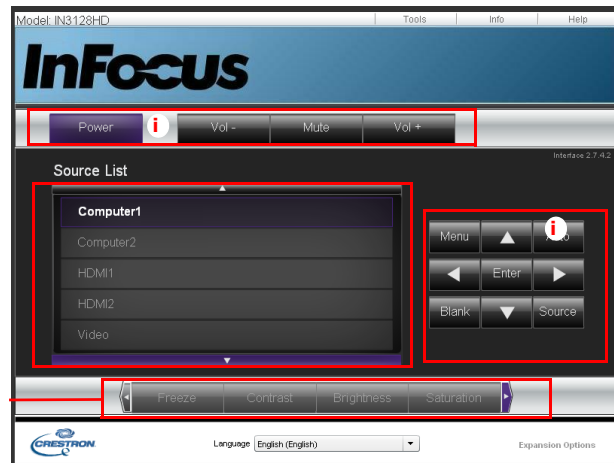 Model: IN3128HD Tools Info Help
InFocus
Power i Vol - Mute Vol +
Interface 2.7.4.2
Source List
Computer1
Computer2
HDMI1
HDMI2
Video
Menu i
Enter
Blank Source
Freeze Contrast Brightness Saturation
CRESTRON Language English (English) Expansion Options